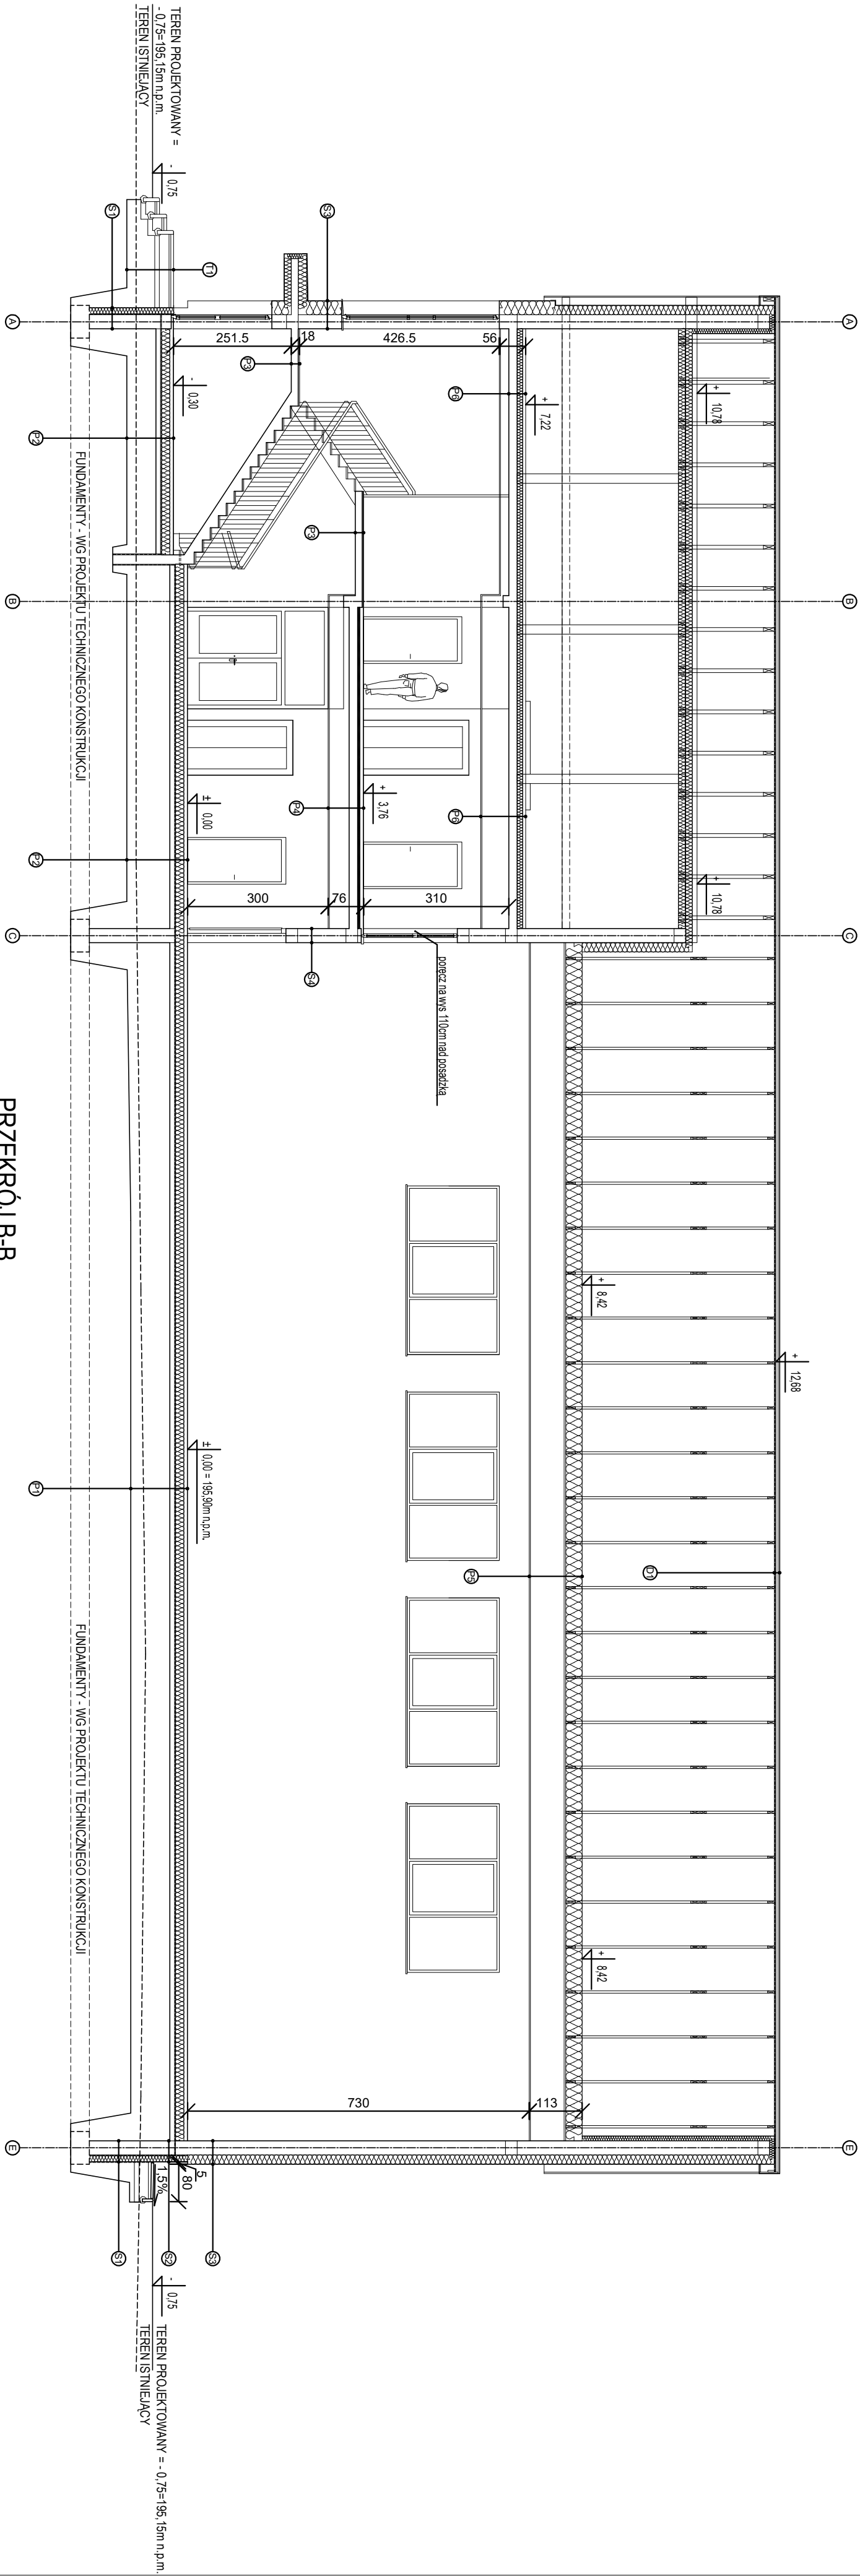 A
B
C
E
+
12,68
+
10,78
+
10,78
+
8,42
+
8,42
D1
+
7,22
56
P6
P6
P5
113
426.5
310
730
poręcz na wys 110cm nad posadzka
S3
18
P3
P3
+
3,76
76
P4
S4
251.5
300
T1
-
0,30
±
0,00
±
0,00 = 195,90m n.p.m.
S3
5
80
1,5%
S2
S1
S1
TEREN PROJEKTOWANY =
- 0,75=195,15m n.p.m.
TEREN ISTNIEJĄCY
-
0,75
-
0,75
TEREN PROJEKTOWANY = - 0,75=195,15m n.p.m.
TEREN ISTNIEJĄCY
FUNDAMENTY - WG PROJEKTU TECHNICZNEGO KONSTRUKCJI
FUNDAMENTY - WG PROJEKTU TECHNICZNEGO KONSTRUKCJI
P2
P2
P1
A
B
C
E
PRZEKRÓJ B-B